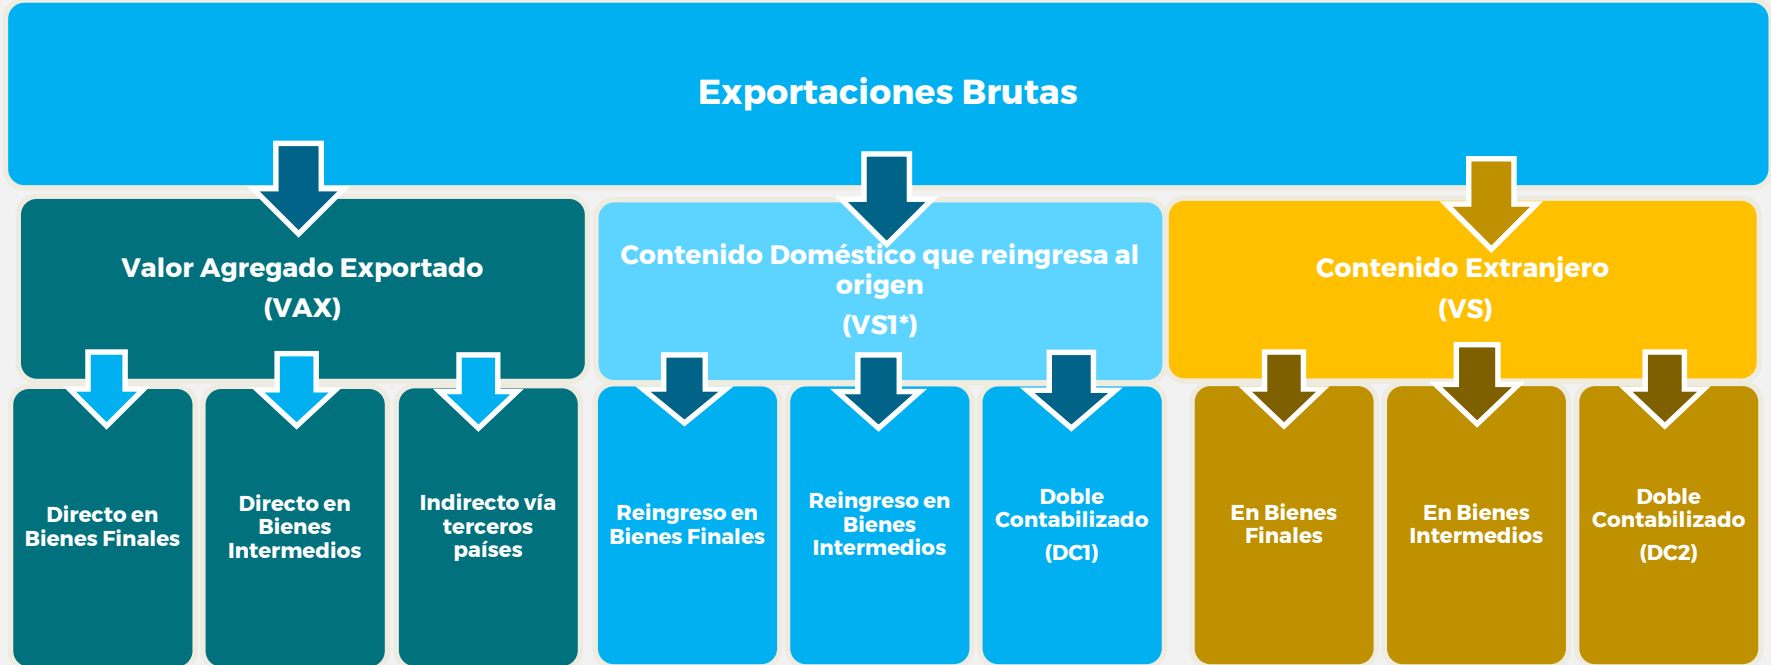 Exportaciones Brutas
Valor Agregado Exportado
(VAX)
Contenido Doméstico que reingresa al
origen
(VS1*)
Contenido Extranjero
(VS)
Directo en
Bienes Finales
Directo en
Bienes
Intermedios
Indirecto vía
terceros
países
Reingreso en
Bienes Finales
Reingreso en
Bienes
Intermedios
Doble
Contabilizado
(DC1)
En Bienes
Finales
En Bienes
Intermedios
Doble
Contabilizado
(DC2)